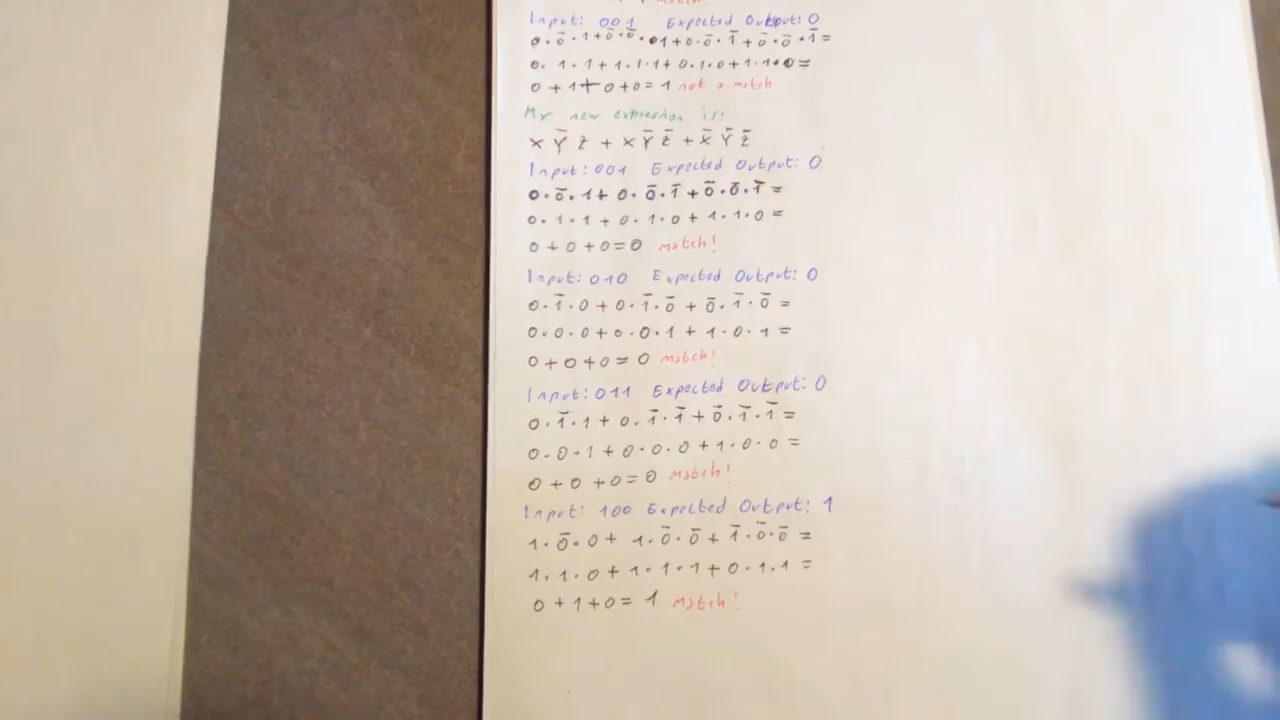 Match!
Input: 001 Expected Output: 0
0·0̅·1+0̅·0̅·1+0·0̅·1̅+0̅·0̅·1̅=
0·1·1+1·1·1+0·1·0+1·1·0=
0+1+0+0=1 not a match
My new expression is:
X Y̅ Z + X Y̅ Z̅ + X̅ Y̅ Z̅
Input: 001 Expected Output: 0
0·0̅·1+0·0̅·1̅+0̅·0̅·1̅=
0·1·1+0·1·0+1·1·0=
0+0+0=0 Match!
Input: 010 Expected Output: 0
0·1̅·0+0·1̅·0̅+0̅·1̅·0̅=
0·0·0+0·0·1+1·0·1=
0+0+0=0 Match!
Input: 011 Expected Output: 0
0·1̅·1+0·1̅·1̅+0̅·1̅·1̅=
0·0·1+0·0·0+1·0·0=
0+0+0=0 Match!
Input: 100 Expected Output: 1
1·0̅·0+1·0̅·0̅+1̅·0̅·0̅=
1·1·0+1·1·1+0·1·1=
0+1+0=1 Match!